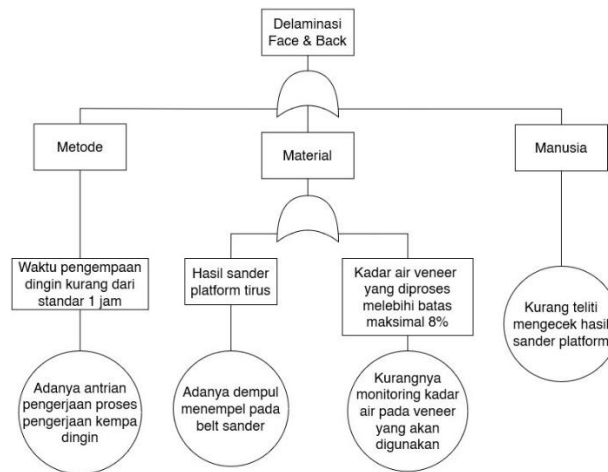 Delaminasi
Face & Back
Metode
Material
Manusia
Waktu pengempaan
dingin kurang dari
standar 1 jam
Hasil sander
platform tirus
Kadar air veneer
yang diproses
melebihi batas
maksimal 8%
Kurang teliti
mengecek hasil
sander platform
Adanya antrian
pengerjaan proses
pengerjaan kempa
dingin
Adanya dempul
menempel pada
belt sander
Kurangnya
monitoring kadar
air pada veneer
yang akan
digunakan